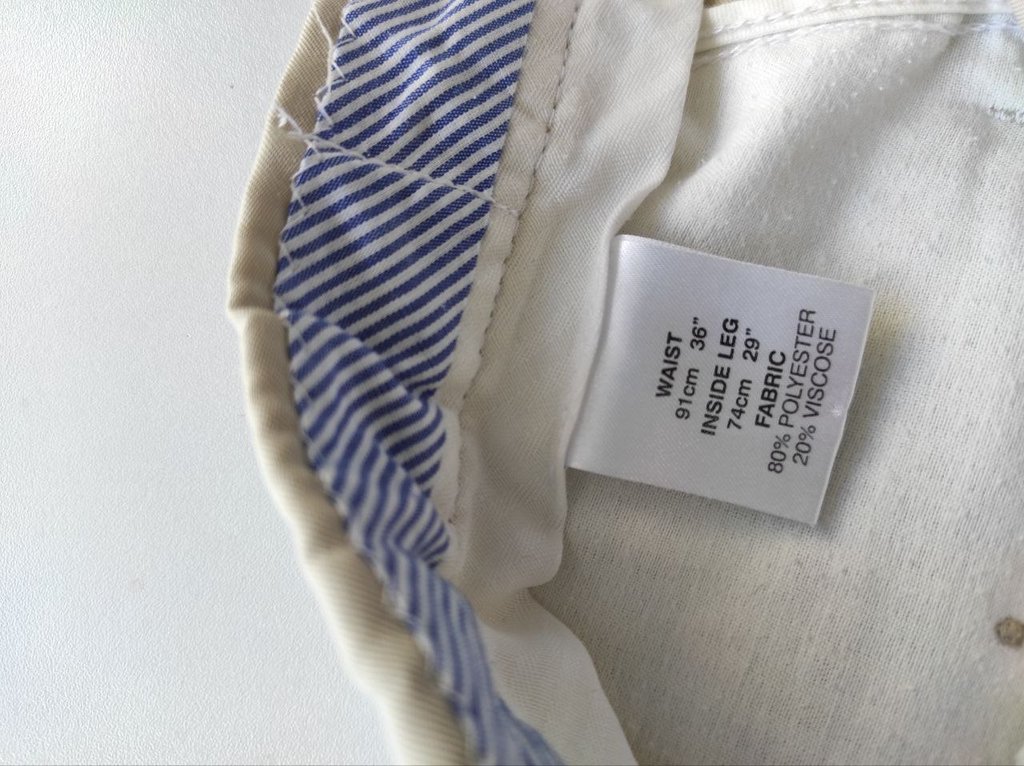 WAIST
91cm 36"
INSIDE LEG
74cm 29"
FABRIC
80% POLYESTER
20% VISCOSE